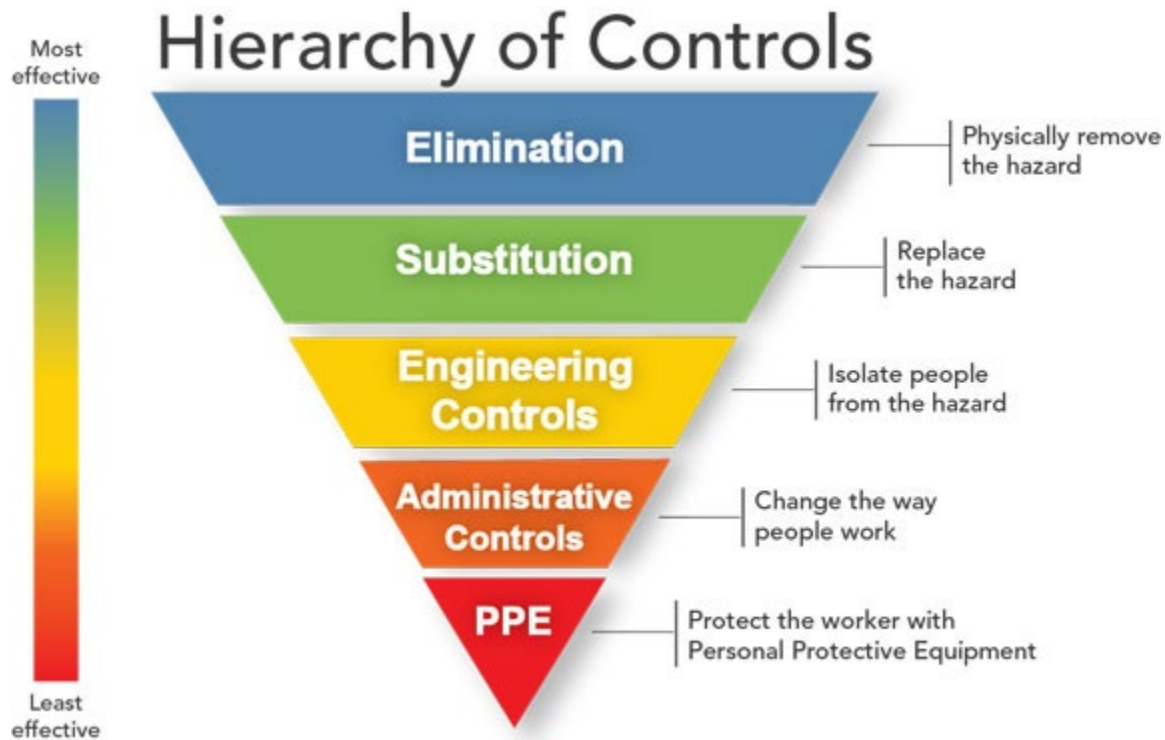 Hierarchy of Controls
Most
effective
Elimination
Physically remove
the hazard
Substitution
Replace
the hazard
Engineering
Controls
Isolate people
from the hazard
Administrative
Controls
Change the way
people work
PPE
Protect the worker with
Personal Protective Equipment
Least
effective